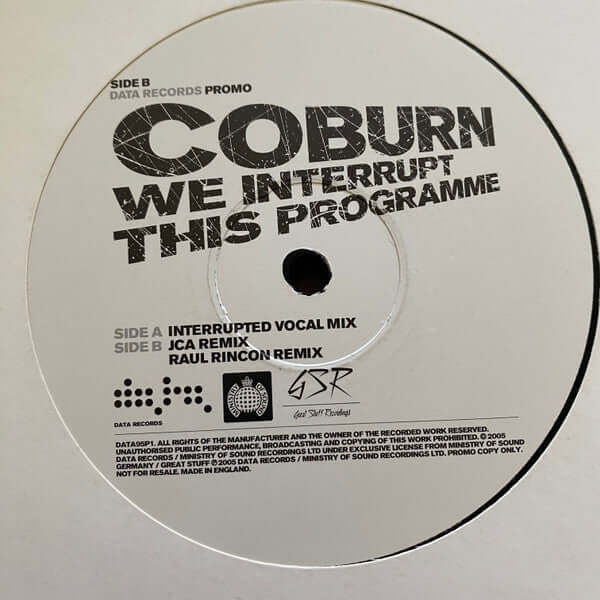 SIDE B
DATA RECORDS PROMO
COBURN
WE INTERRUPT
THIS PROGRAMME
SIDE A INTERRUPTED VOCAL MIX
SIDE B JCA REMIX
RAUL RINCON REMIX
MINISTRY OF SOUND
GSR
Great Stuff Recordings
DATA RECORDS
DATA95P1. ALL RIGHTS OF THE MANUFACTURER AND THE OWNER OF THE RECORDED WORK RESERVED.
UNAUTHORISED PUBLIC PERFORMANCE, BROADCASTING AND COPYING OF THIS WORK PROHIBITED. © 2005
DATA RECORDS / MINISTRY OF SOUND RECORDINGS LTD UNDER EXCLUSIVE LICENSE FROM MINISTRY OF SOUND
GERMANY / GREAT STUFF ℗ 2005 DATA RECORDS / MINISTRY OF SOUND RECORDINGS LTD. PROMO COPY ONLY.
NOT FOR RESALE. MADE IN ENGLAND.